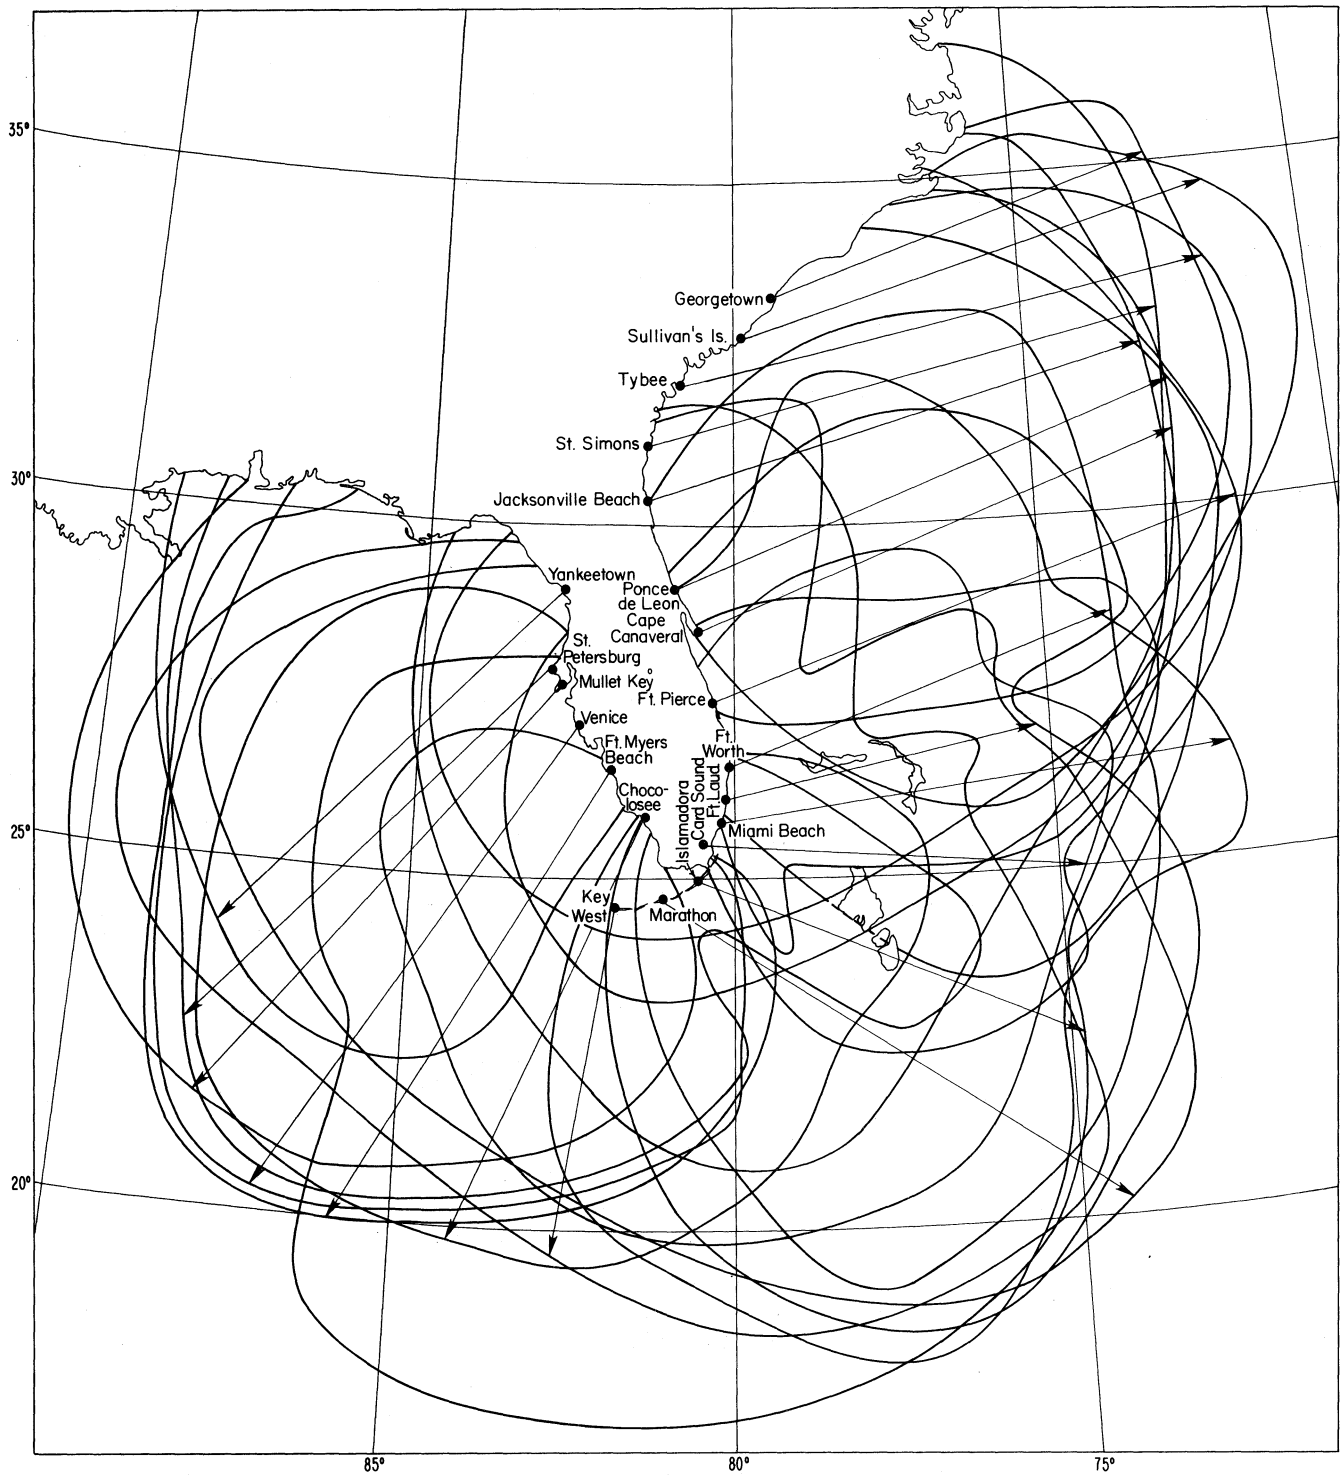 35°
Georgetown
Sullivan's Is.
Tybee
St. Simons
30°
Jacksonville Beach
Yankeetown
Ponce
de Leon
Cape
Canaveral
St.
Petersburg
Mullet Key
Ft. Pierce
Venice
Ft. Myers
Beach
Ft.
Worth
Choco-
losee
Islamadora
Card Sound
Ft. Laud.
25°
Miami Beach
Key
West
Marathon
20°
85°
80°
75°